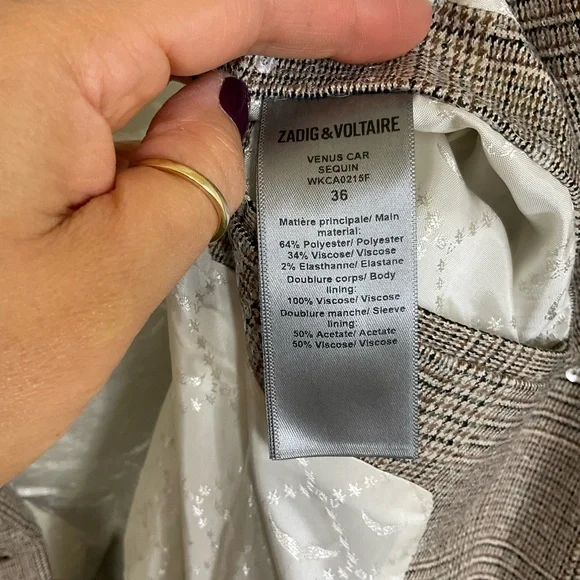 ZADIG & VOLTAIRE
VENUS CAR
SEQUIN
WKCA0215F
36
Matière principale/ Main
material:
64% Polyester/ Polyester
34% Viscose/ Viscose
2% Elasthanne/ Elastane
Doublure corps/ Body
lining:
100% Viscose/ Viscose
Doublure manche/ Sleeve
lining:
50% Acetate/ Acetate
50% Viscose/ Viscose